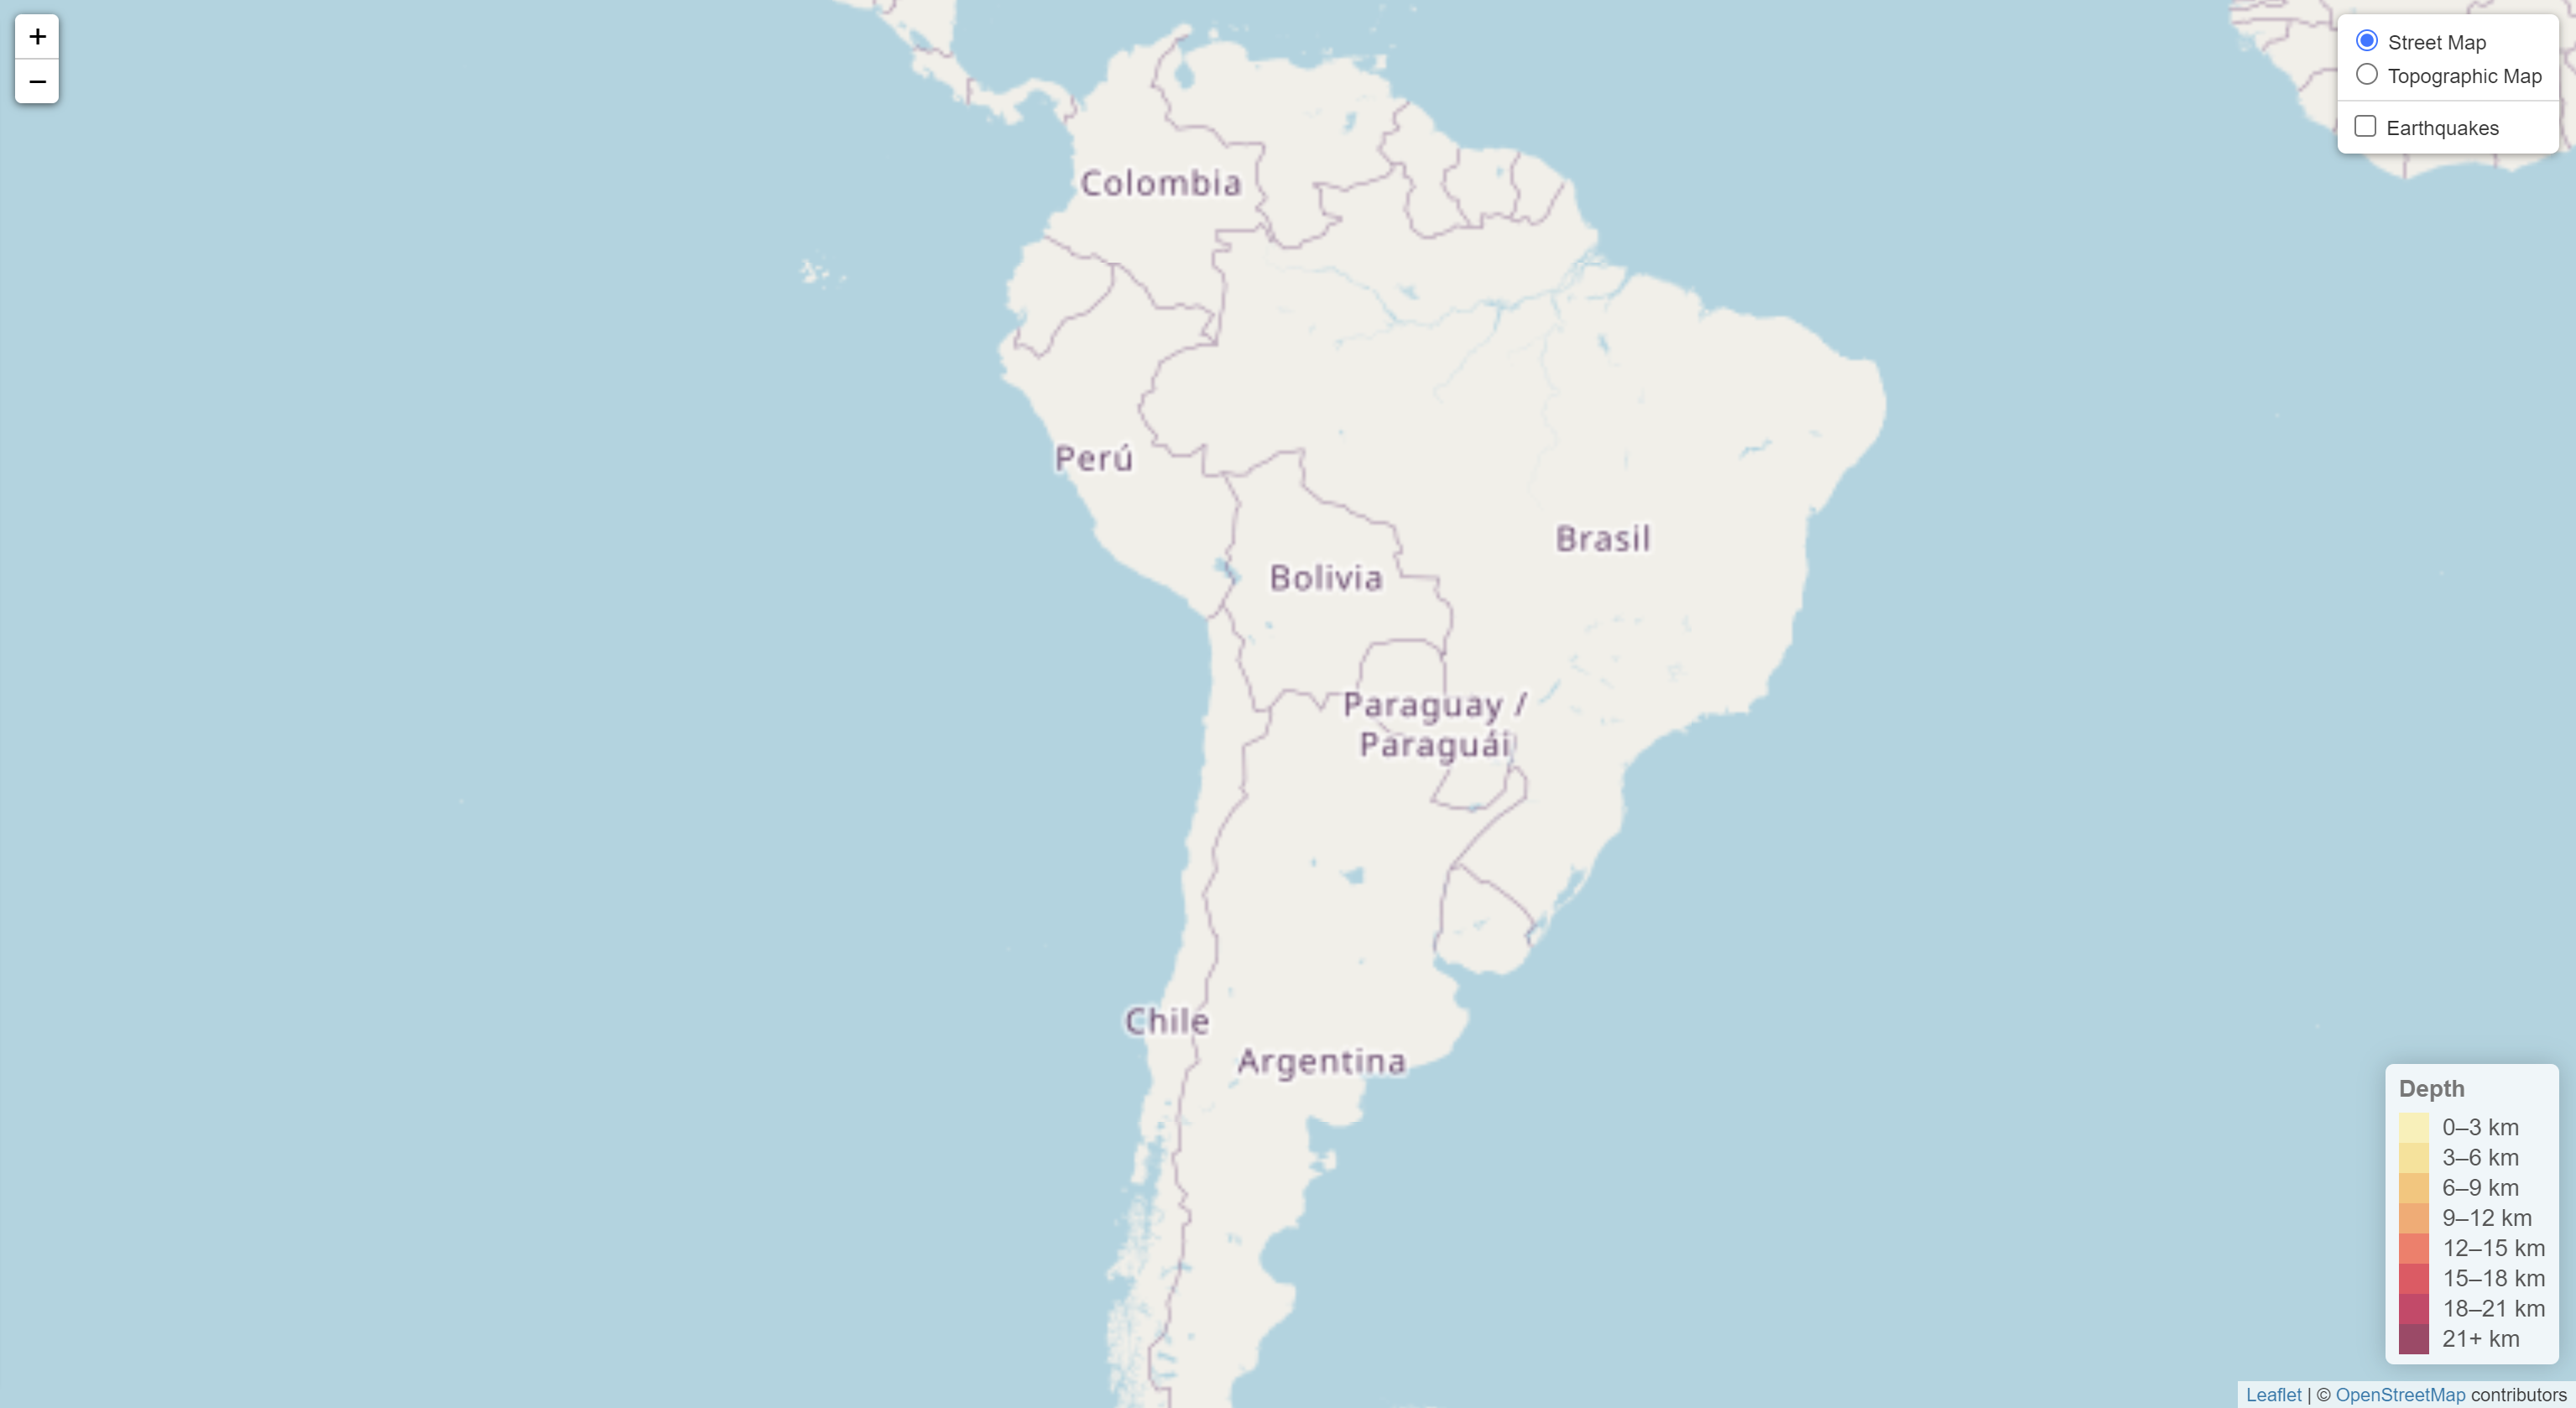 +
−
Street Map
Topographic Map
Earthquakes
Colombia
Perú
Brasil
Bolivia
Paraguay /
Paraguái
Chile
Argentina
Depth
0–3 km
3–6 km
6–9 km
9–12 km
12–15 km
15–18 km
18–21 km
21+ km
Leaflet | © OpenStreetMap contributors